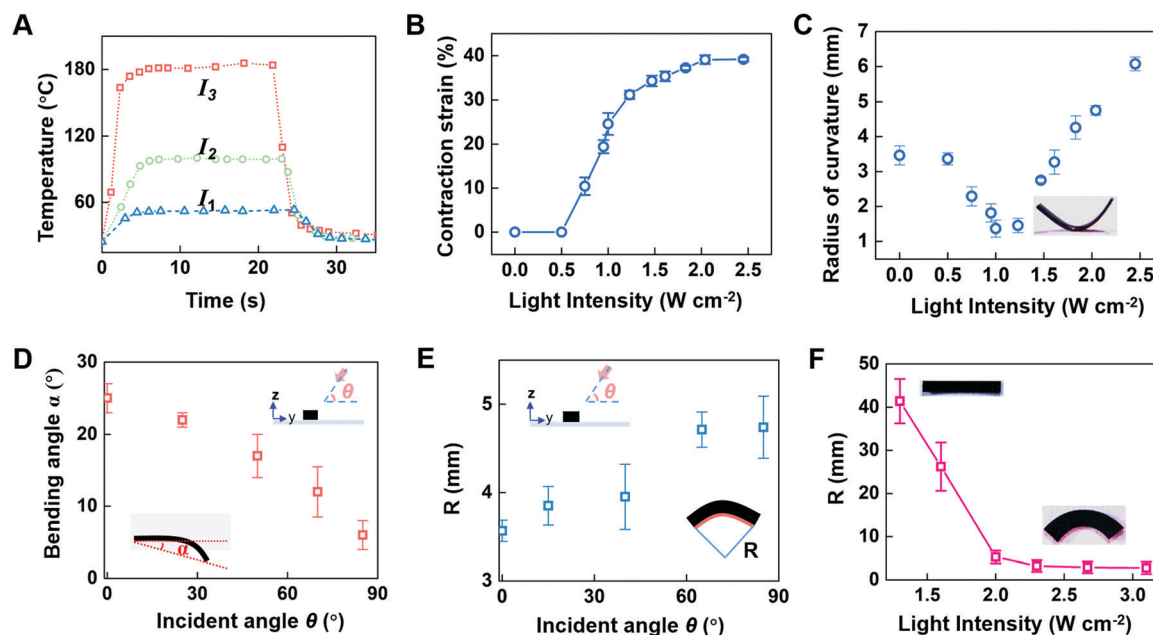 A
Temperature (°C)
180
120
60
I3
I2
I1
0
10
20
30
Time (s)
B
Contraction strain (%)
40
30
20
10
0
0.0
0.5
1.0
1.5
2.0
2.5
Light Intensity (W cm-2)
C
Radius of curvature (mm)
7
6
5
4
3
2
1
0.0
0.5
1.0
1.5
2.0
2.5
Light Intensity (W cm-2)
D
Bending angle α (°)
30
20
10
0
z
y
θ
α
0
30
60
90
Incident angle θ (°)
E
R (mm)
5
4
3
z
y
θ
R
0
30
60
90
Incident angle θ (°)
F
R (mm)
50
40
30
20
10
0
1.5
2.0
2.5
3.0
Light Intensity (W cm-2)